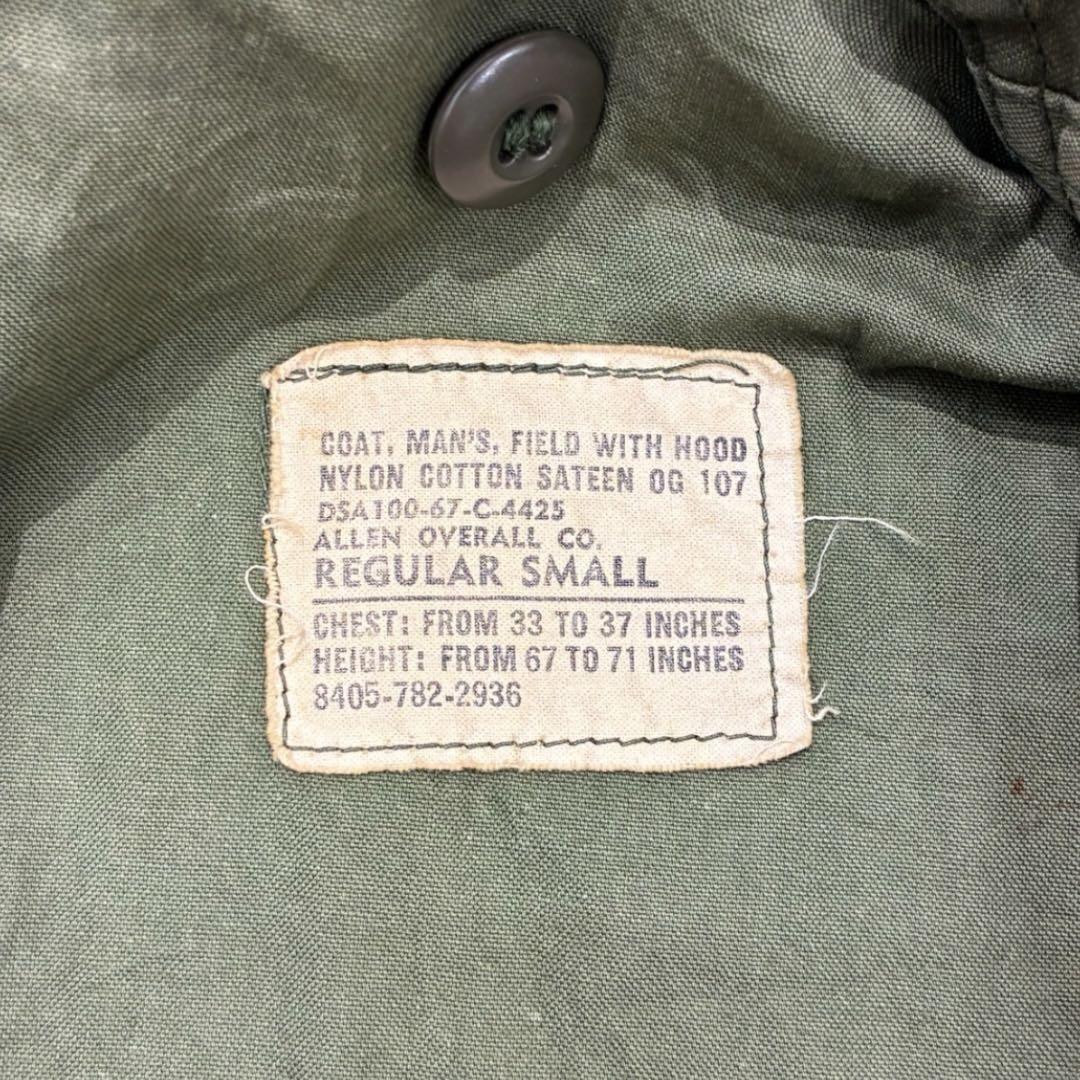 COAT, MAN'S, FIELD WITH HOOD
NYLON COTTON SATEEN OG 107
DSA100-67-C-4425
ALLEN OVERALL CO.
REGULAR SMALL
CHEST: FROM 33 TO 37 INCHES
HEIGHT: FROM 67 TO 71 INCHES
8405-782-2936